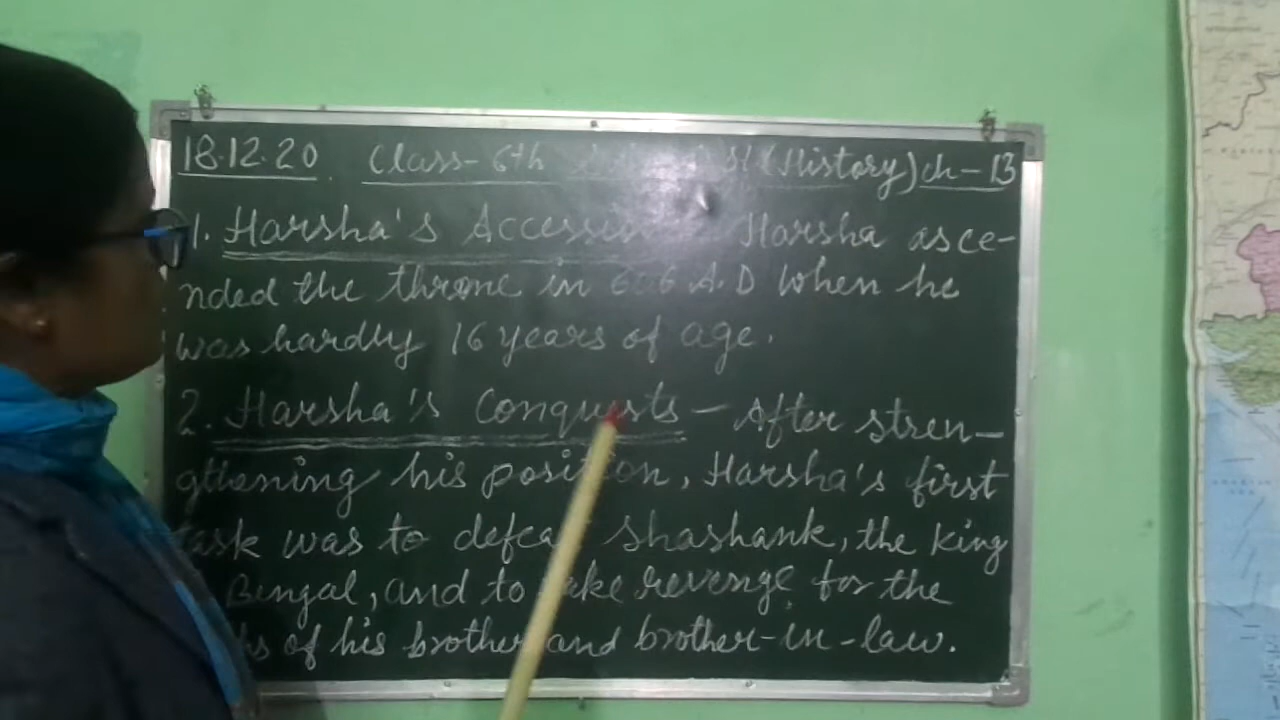 18.12.20 Class-6th (History) ch-13
1. Harsha's Harsha asce-
nded the throne in 606 A.D When he
was hardly 16 years of age.
2. Harsha's Conquests - After stren-
gthening his position, Harsha's first
task was to defeat Shashank, the King
Bengal, and to take revenge for the
of his brother and brother-in-law.